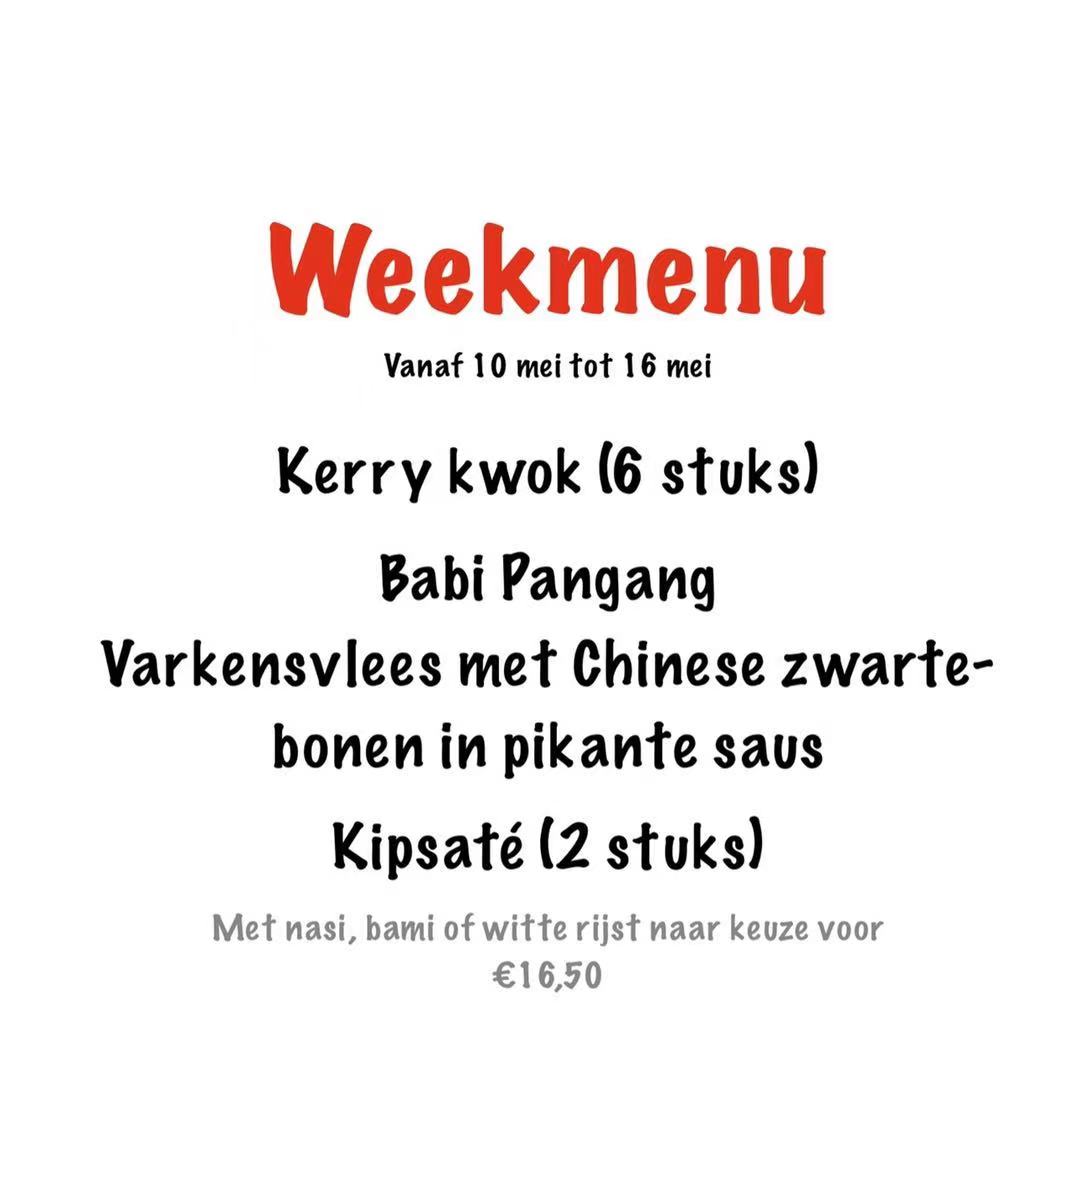 Weekmenu
Vanaf 10 mei tot 16 mei
Kerry kwok (6 stuks)
Babi Pangang
Varkensvlees met Chinese zwarte-
bonen in pikante saus
Kipsaté (2 stuks)
Met nasi, bami of witte rijst naar keuze voor
€16,50